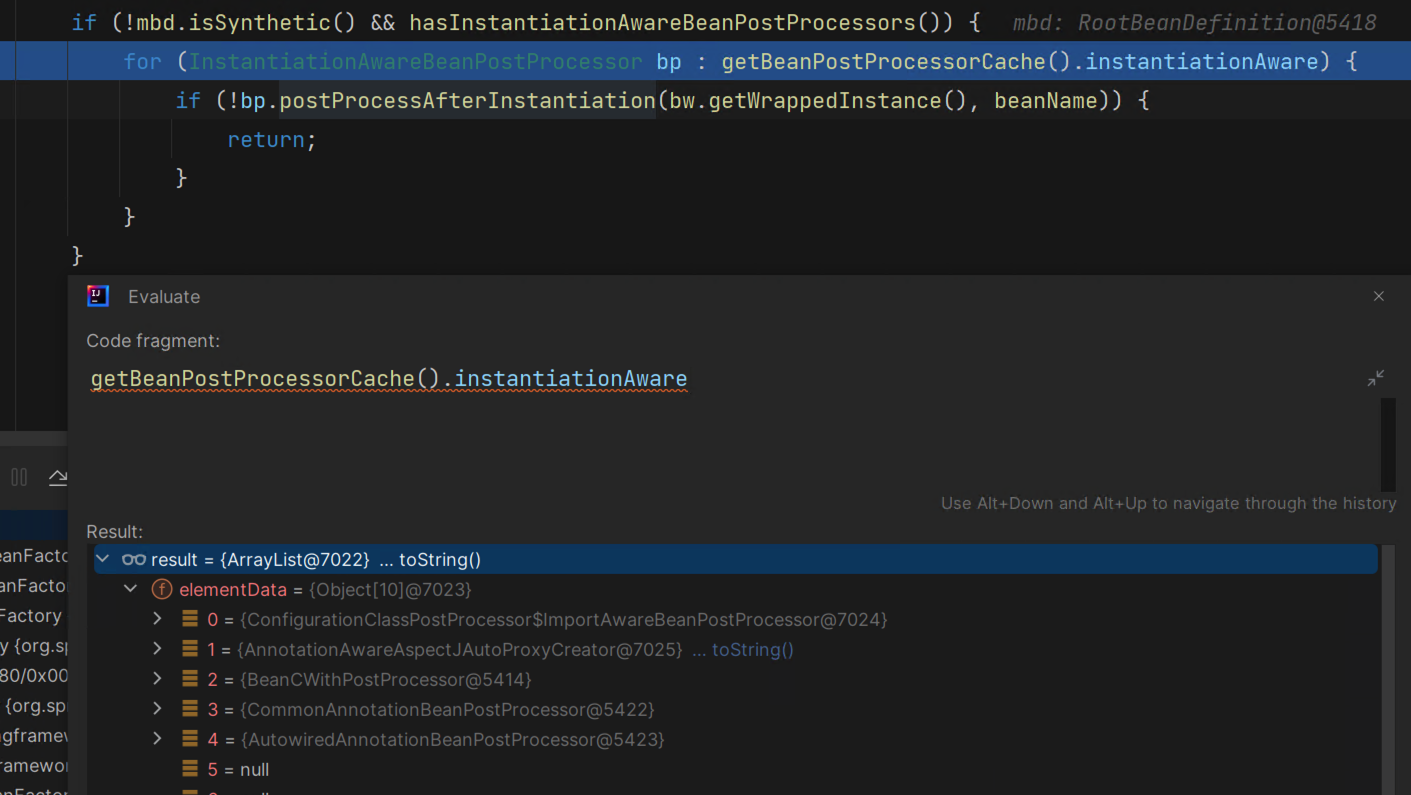 if (!mbd.isSynthetic() && hasInstantiationAwareBeanPostProcessors()) {   mbd: RootBeanDefinition@5418
for (InstantiationAwareBeanPostProcessor bp : getBeanPostProcessorCache().instantiationAware) {
if (!bp.postProcessAfterInstantiation(bw.getWrappedInstance(), beanName)) {
return;
}
}
}
Evaluate
Code fragment:
getBeanPostProcessorCache().instantiationAware
Use Alt+Down and Alt+Up to navigate through the history
Result:
result = {ArrayList@7022} ... toString()
elementData = {Object[10]@7023}
eanFacto
0 = {ConfigurationClassPostProcessor$ImportAwareBeanPostProcessor@7024}
anFacto
1 = {AnnotationAwareAspectJAutoProxyCreator@7025} ... toString()
Factory
2 = {BeanCWithPostProcessor@5414}
y {org.sp
3 = {CommonAnnotationBeanPostProcessor@5422}
80/0x00
4 = {AutowiredAnnotationBeanPostProcessor@5423}
{org.sp
5 = null
ngframew
ramewor